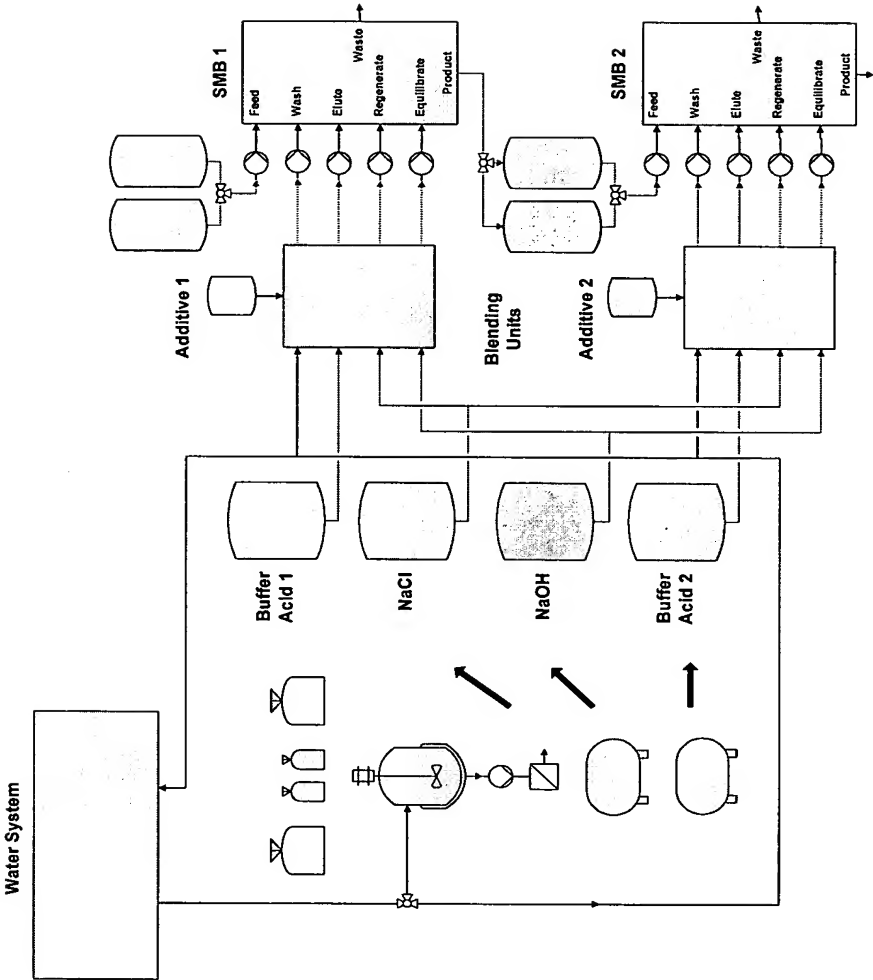 Water System
Buffer
Acid 1
NaCl
NaOH
Buffer
Acid 2
Additive 1
Blending
Units
Additive 2
SMB 1
Feed
Wash
Elute
Regenerate
Equilibrate
Waste
Product
SMB 2
Feed
Wash
Elute
Regenerate
Equilibrate
Waste
Product